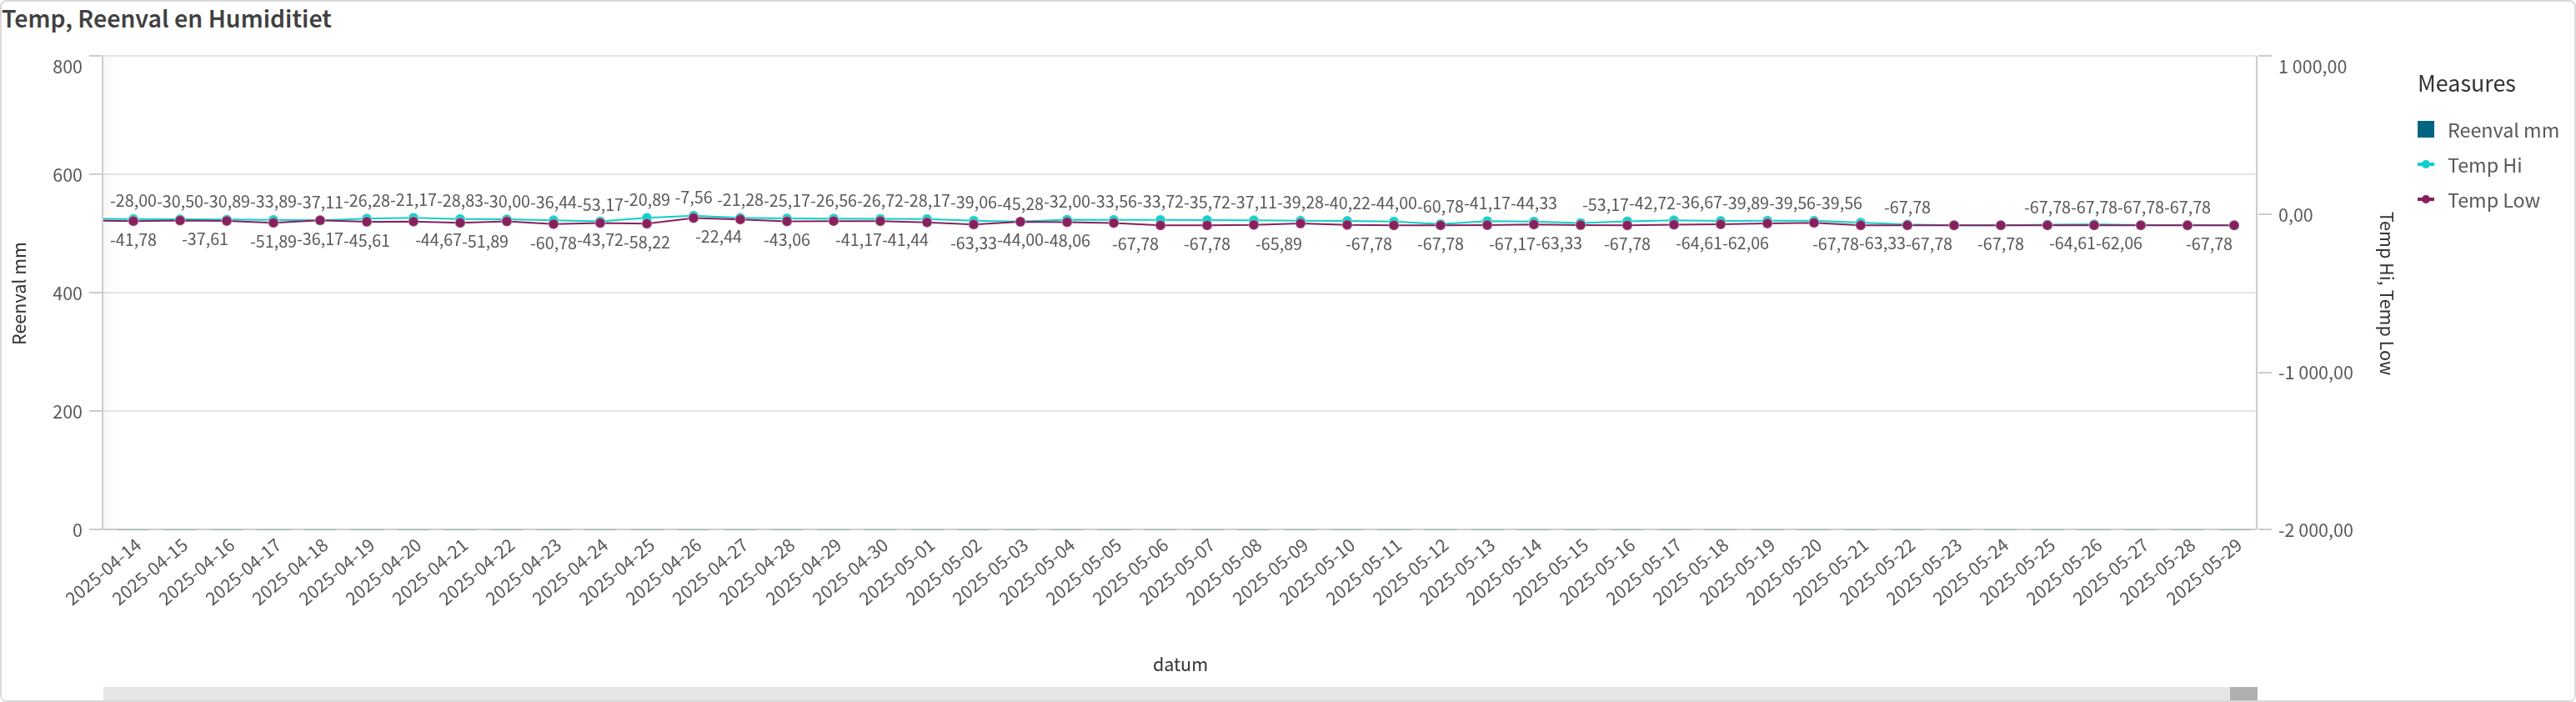 Temp, Reenval en Humiditiet
800
600
400
200
0
Reenval mm
1 000,00
0,00
-1 000,00
-2 000,00
Temp Hi, Temp Low
Measures
Reenval mm
Temp Hi
Temp Low
-28,00 -30,50 -30,89 -33,89 -37,11 -26,28 -21,17 -28,83 -30,00 -36,44 -53,17 -20,89 -7,56 -21,28 -25,17 -26,56 -26,72 -28,17 -39,06 -45,28 -32,00 -33,56 -33,72 -35,72 -37,11 -39,28 -40,22 -44,00 -60,78 -41,17 -44,33 -53,17 -42,72 -36,67 -39,89 -39,56 -39,56 -67,78 -67,78 -67,78 -67,78 -67,78
-41,78 -37,61 -51,89 -36,17 -45,61 -44,67 -51,89 -60,78 -43,72 -58,22 -22,44 -43,06 -41,17 -41,44 -63,33 -44,00 -48,06 -67,78 -67,78 -65,89 -67,78 -67,78 -67,17 -63,33 -67,78 -64,61 -62,06 -67,78 -63,33 -67,78 -67,78 -64,61 -62,06 -67,78
2025-04-14 2025-04-15 2025-04-16 2025-04-17 2025-04-18 2025-04-19 2025-04-20 2025-04-21 2025-04-22 2025-04-23 2025-04-24 2025-04-25 2025-04-26 2025-04-27 2025-04-28 2025-04-29 2025-04-30 2025-05-01 2025-05-02 2025-05-03 2025-05-04 2025-05-05 2025-05-06 2025-05-07 2025-05-08 2025-05-09 2025-05-10 2025-05-11 2025-05-12 2025-05-13 2025-05-14 2025-05-15 2025-05-16 2025-05-17 2025-05-18 2025-05-19 2025-05-20 2025-05-21 2025-05-22 2025-05-23 2025-05-24 2025-05-25 2025-05-26 2025-05-27 2025-05-28 2025-05-29
datum